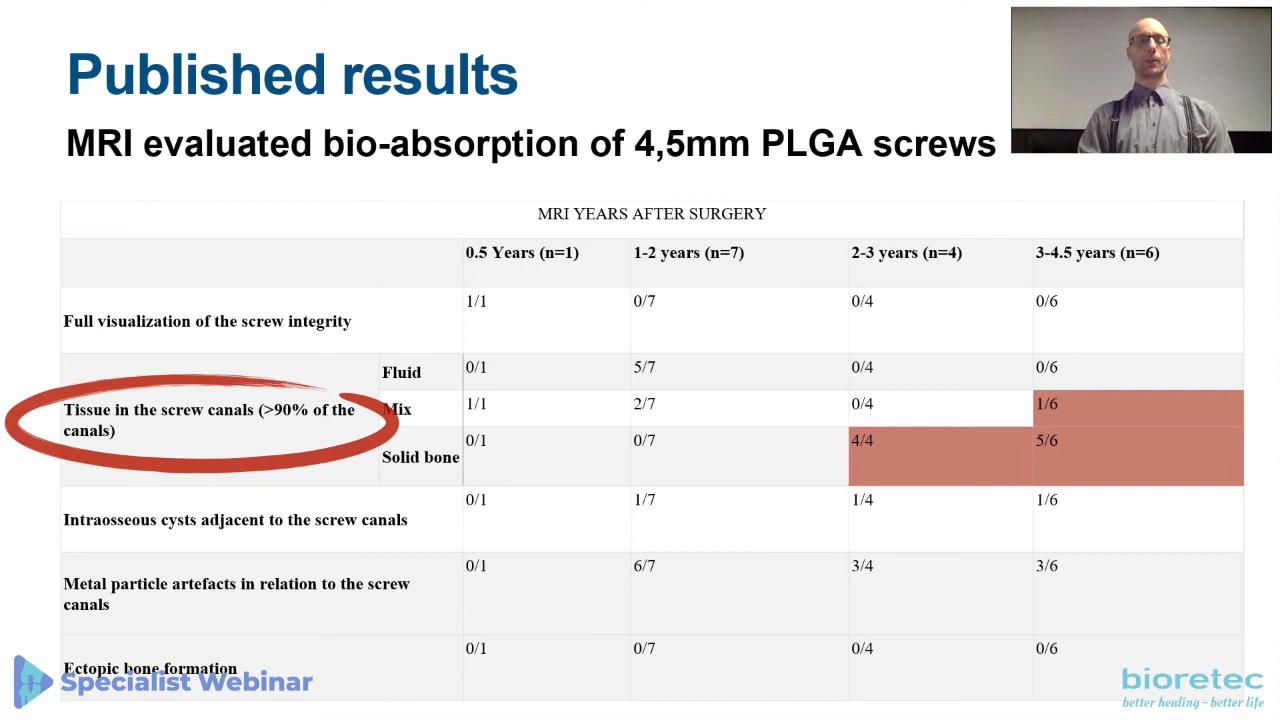 Published results
MRI evaluated bio-absorption of 4,5mm PLGA screws
MRI YEARS AFTER SURGERY
0.5 Years (n=1) 1-2 years (n=7) 2-3 years (n=4) 3-4.5 years (n=6)
Full visualization of the screw integrity 1/1 0/7 0/4 0/6
Tissue in the screw canals (>90% of the
canals)
Fluid 0/1 5/7 0/4 0/6
Mix 1/1 2/7 0/4 1/6
Solid bone 0/1 0/7 4/4 5/6
Intraosseous cysts adjacent to the screw canals 0/1 1/7 1/4 1/6
Metal particle artefacts in relation to the screw
canals
0/1 6/7 3/4 3/6
Ectopic bone formation 0/1 0/7 0/4 0/6
Specialist Webinar
bioretec
better healing – better life